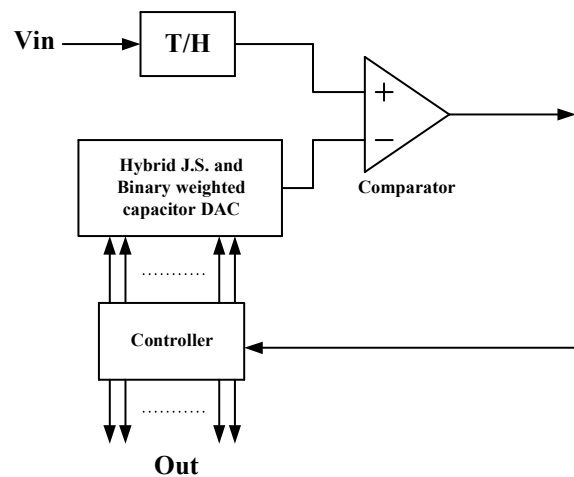 Vin
T/H
+
−
Comparator
Hybrid J.S. and
Binary weighted
capacitor DAC
...........
Controller
...........
Out